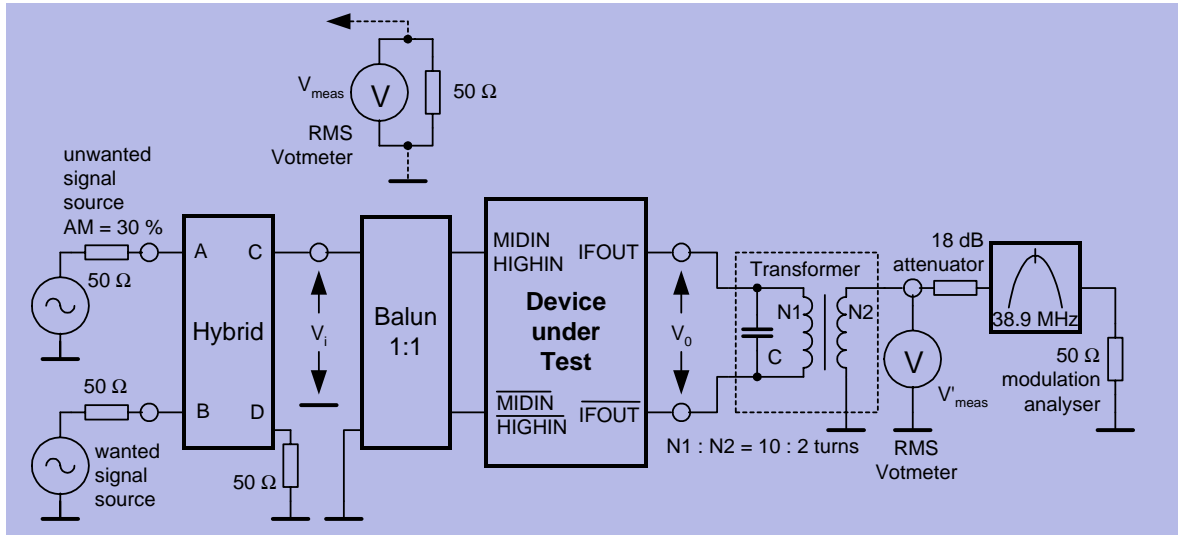 V meas
V
50 Ω
RMS
Votmeter
unwanted
signal
source
AM = 30 %
50 Ω
A
C
Hybrid
B
D
50 Ω
wanted
signal
source
50 Ω
Vi
Balun
1:1
MIDIN
HIGHIN
IFOUT
Device
under
Test
MIDIN
HIGHIN
IFOUT
V0
Transformer
N1
N2
C
N1 : N2 = 10 : 2 turns
18 dB
attenuator
38.9 MHz
V
V'meas
RMS
Votmeter
50 Ω
modulation
analyser